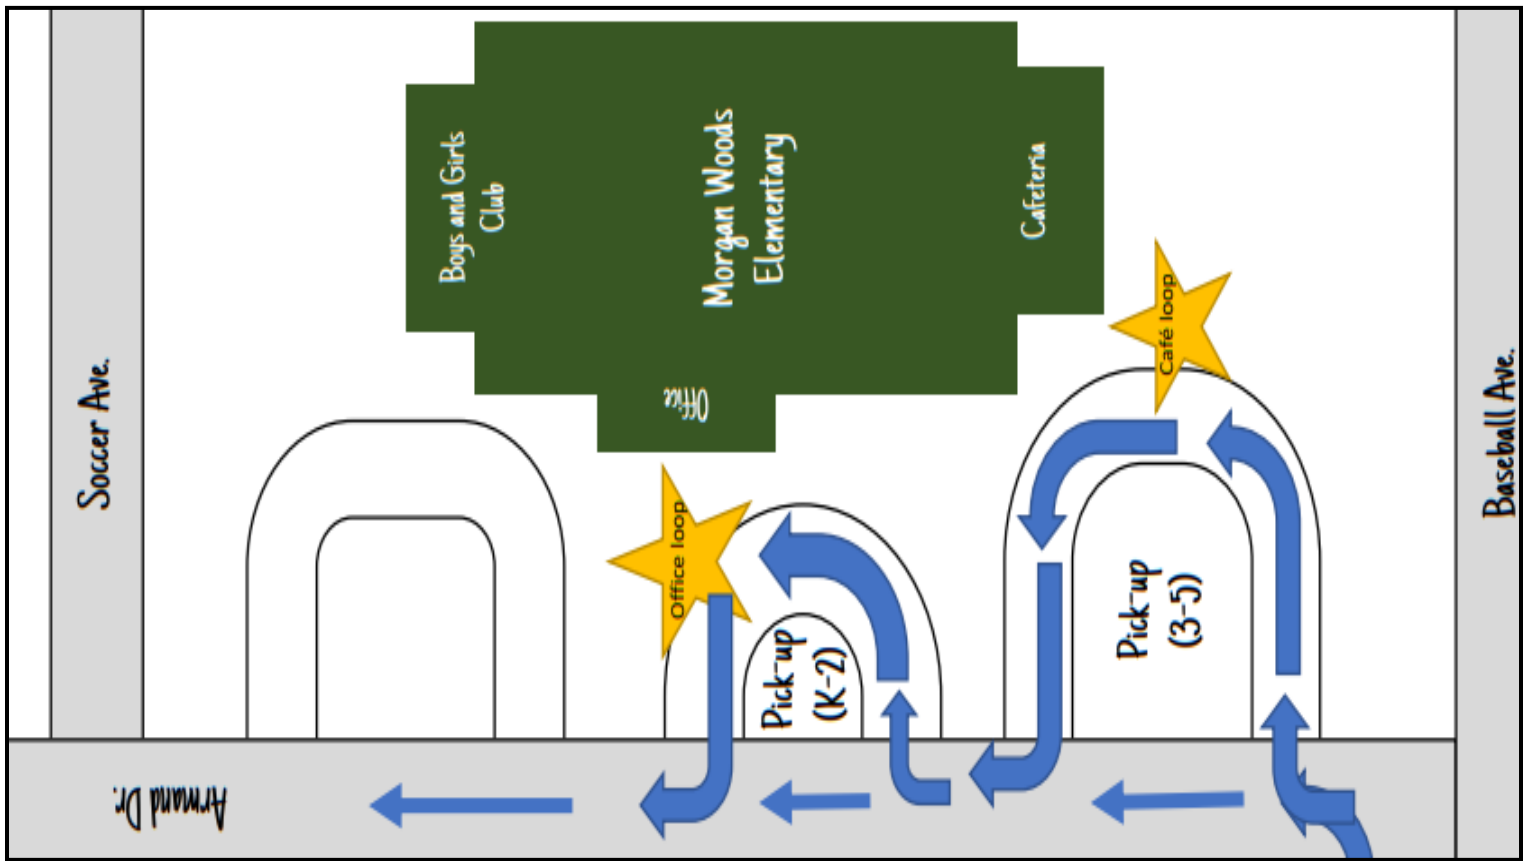 Soccer Ave.
Boys and Girls
Club
Morgan Woods
Elementary
Cafeteria
Office
Café loop
Office loop
Pick-up
(K-2)
Pick-up
(3-5)
Baseball Ave.
Armand Dr.